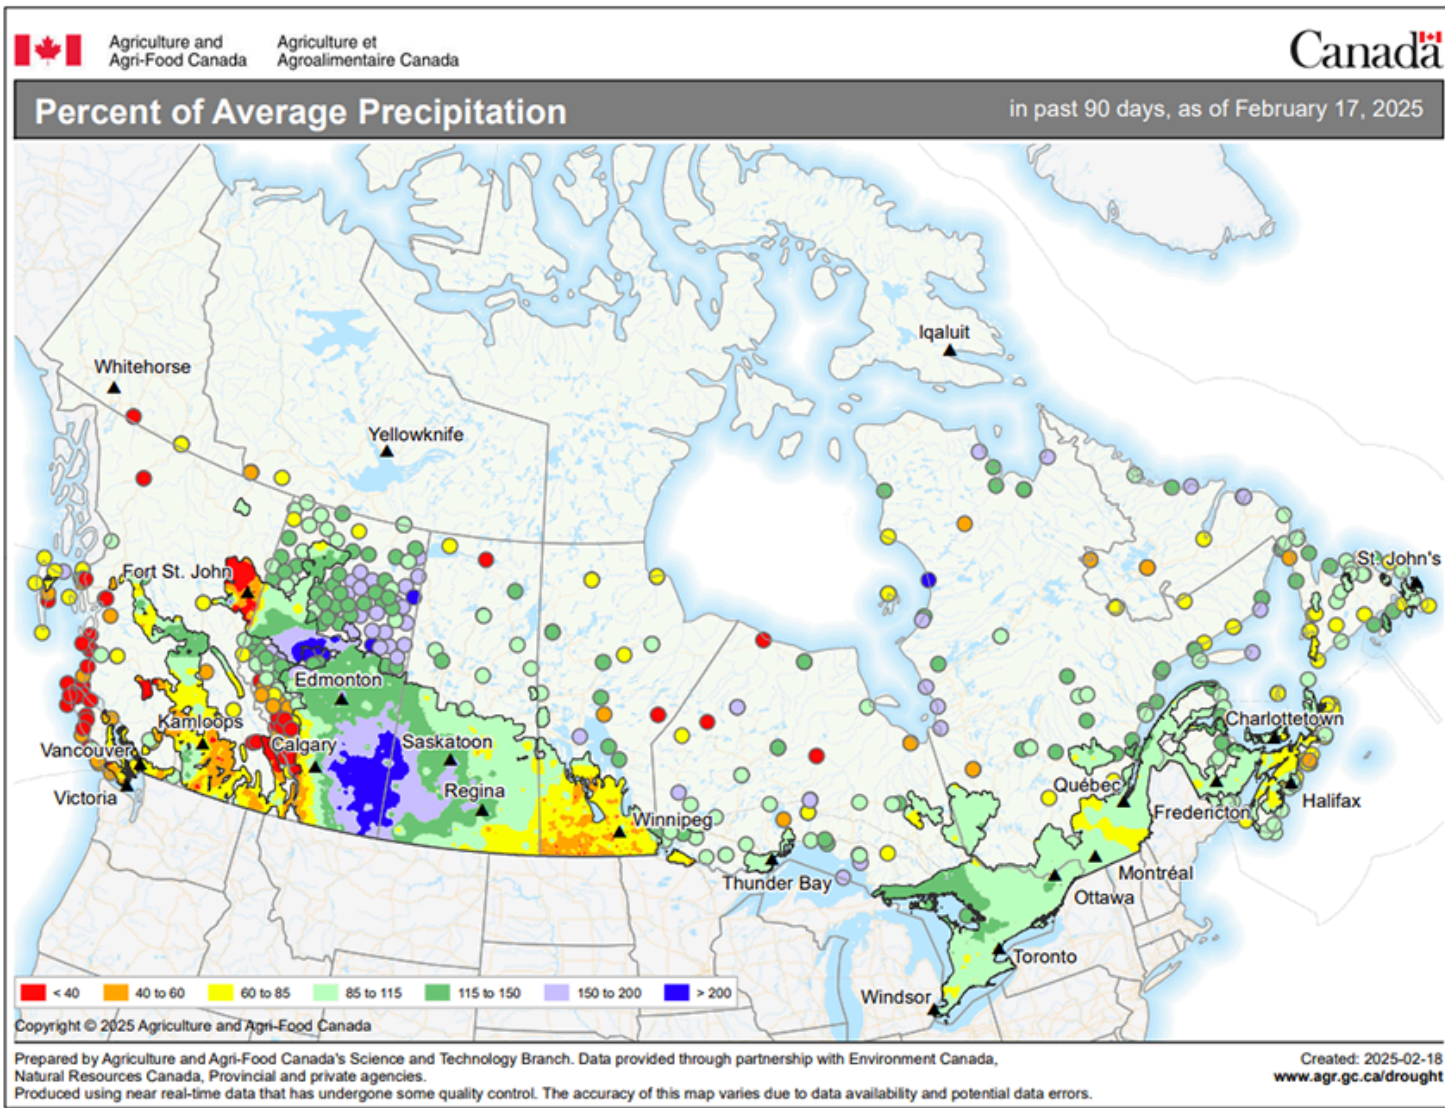 Agriculture and
Agri-Food Canada
Agriculture et
Agroalimentaire Canada
Canada
Percent of Average Precipitation
in past 90 days, as of February 17, 2025
Iqaluit
Whitehorse
Yellowknife
St. John's
Fort St. John
Edmonton
Kamloops
Charlottetown
Vancouver
Calgary
Saskatoon
Québec
Victoria
Regina
Halifax
Fredericton
Winnipeg
Montréal
Thunder Bay
Ottawa
Toronto
Windsor
< 40
40 to 60
60 to 85
85 to 115
115 to 150
150 to 200
> 200
Copyright © 2025 Agriculture and Agri-Food Canada
Prepared by Agriculture and Agri-Food Canada's Science and Technology Branch. Data provided through partnership with Environment Canada,
Natural Resources Canada, Provincial and private agencies.
Produced using near real-time data that has undergone some quality control. The accuracy of this map varies due to data availability and potential data errors.
Created: 2025-02-18
www.agr.gc.ca/drought